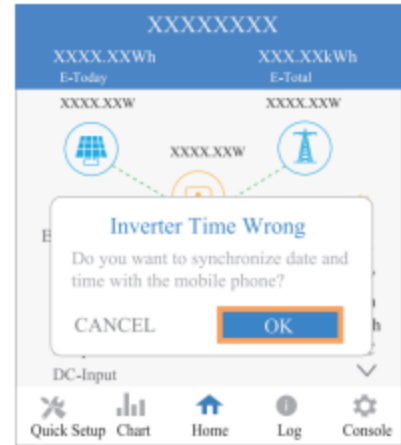 XXXXXXXX
XXXX.XXWh XXX.XXkWh
E-Today E-Total
XXXX.XXW XXXX.XXW
XXXX.XXW
Inverter Time Wrong
Do you want to synchronize date and
time with the mobile phone?
CANCEL OK
DC-Input
Quick Setup Chart Home Log Console